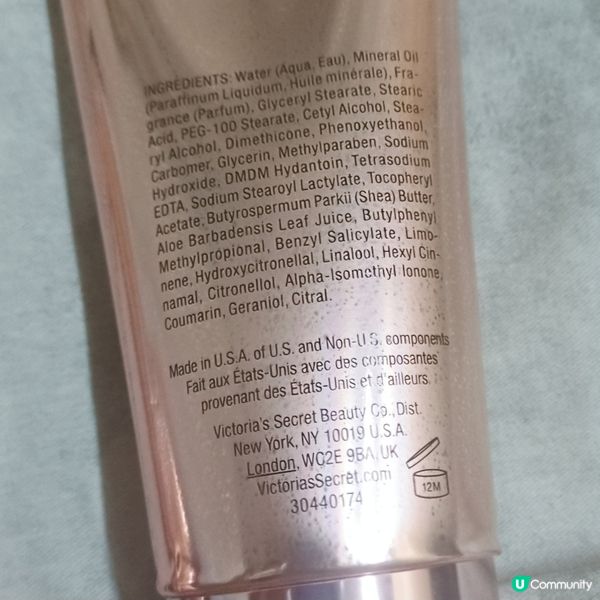 INGREDIENTS: Water (Aqua, Eau), Mineral Oil
(Paraffinum Liquidum, Huile minérale), Fra-
grance (Parfum), Glyceryl Stearate, Stearic
Acid, PEG-100 Stearate, Cetyl Alcohol, Stea-
ryl Alcohol, Dimethicone, Phenoxyethanol,
Carbomer, Glycerin, Methylparaben, Sodium
Hydroxide, DMDM Hydantoin, Tetrasodium
EDTA, Sodium Stearoyl Lactylate, Tocopheryl
Acetate, Butyrospermum Parkii (Shea) Butter,
Aloe Barbadensis Leaf Juice, Butylphenyl
Methylpropional, Benzyl Salicylate, Limo-
nene, Hydroxycitronellal, Linalool, Hexyl Cin-
namal, Citronellol, Alpha-Isomethyl Ionone,
Coumarin, Geraniol, Citral.
Made in U.S.A. of U.S. and Non-U.S. components
Fait aux États-Unis avec des composantes
provenant des États-Unis et d'ailleurs.
Victoria's Secret Beauty Co., Dist.
New York, NY 10019 U.S.A.
London, WC2E 9BA, UK
VictoriasSecret.com
30440174
12M
U Community